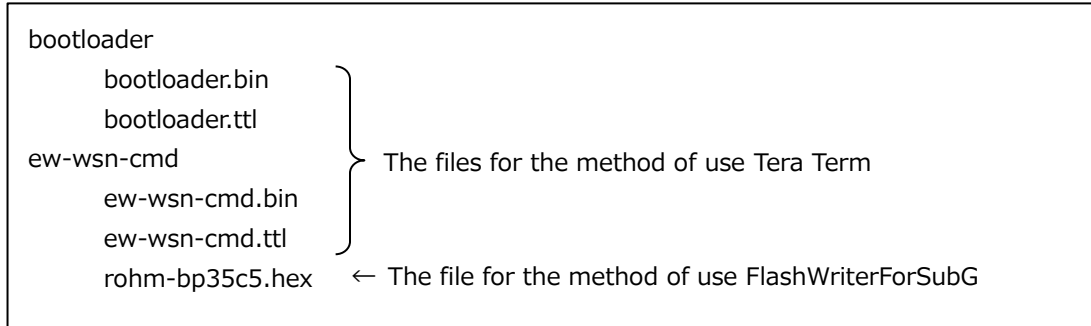 bootloader
bootloader.bin
bootloader.ttl
ew-wsn-cmd
The files for the method of use Tera Term
ew-wsn-cmd.bin
ew-wsn-cmd.ttl
rohm-bp35c5.hex ← The file for the method of use FlashWriterForSubG